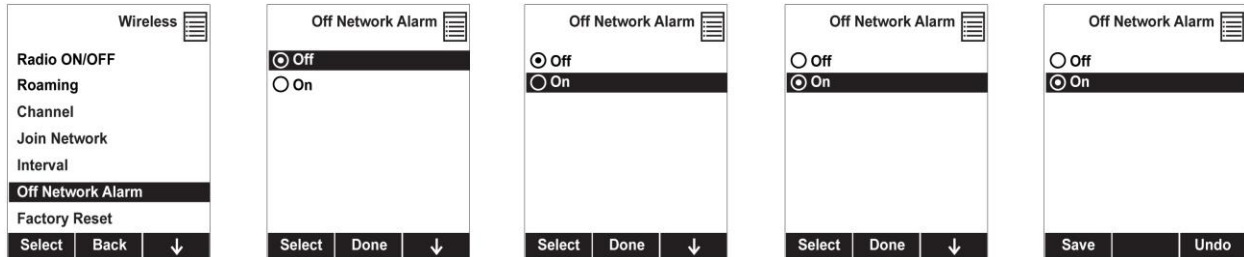 Wireless
Radio ON/OFF
Roaming
Channel
Join Network
Interval
Off Network Alarm
Factory Reset
Select Back ↓
Off Network Alarm
Off
On
Select Done ↓
Off Network Alarm
Off
On
Select Done ↓
Off Network Alarm
Off
On
Select Done ↓
Off Network Alarm
Off
On
Save Undo